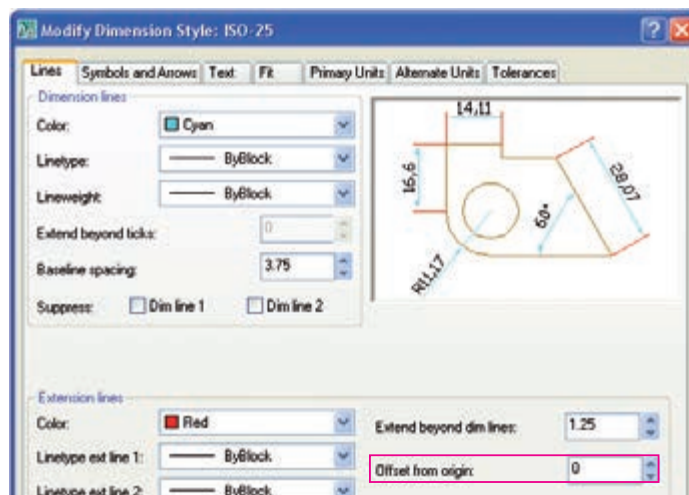 Modify Dimension Style: ISO-25
Lines Symbols and Arrows Text Fit Primary Units Alternate Units Tolerances
Dimension lines
Color: Cyan
Linetype: ByBlock
Lineweight: ByBlock
Extend beyond ticks: 0
Baseline spacing: 3.75
Suppress: Dim line 1 Dim line 2
14,11
16,6
28,07
60°
R11,17
Extension lines
Color: Red
Extend beyond dim lines: 1.25
Linetype ext line 1: ByBlock
Offset from origin: 0
Linetype ext line 2: ByBlock